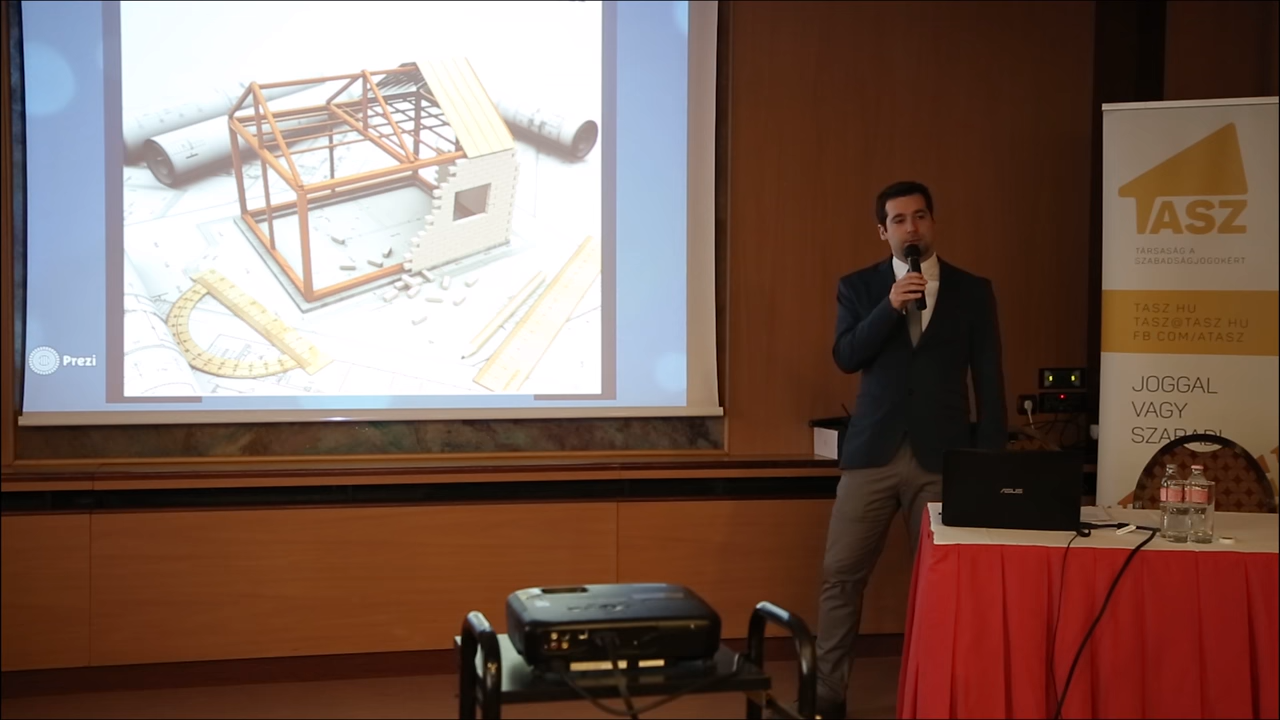 Prezi
TASZ
TÁRSASÁG A
SZABADSÁGJOGOKÉRT
TASZ.HU
TASZ@TASZ.HU
FB.COM/ATASZ
JOGGAL
VAGY
SZABAD!
ASUS